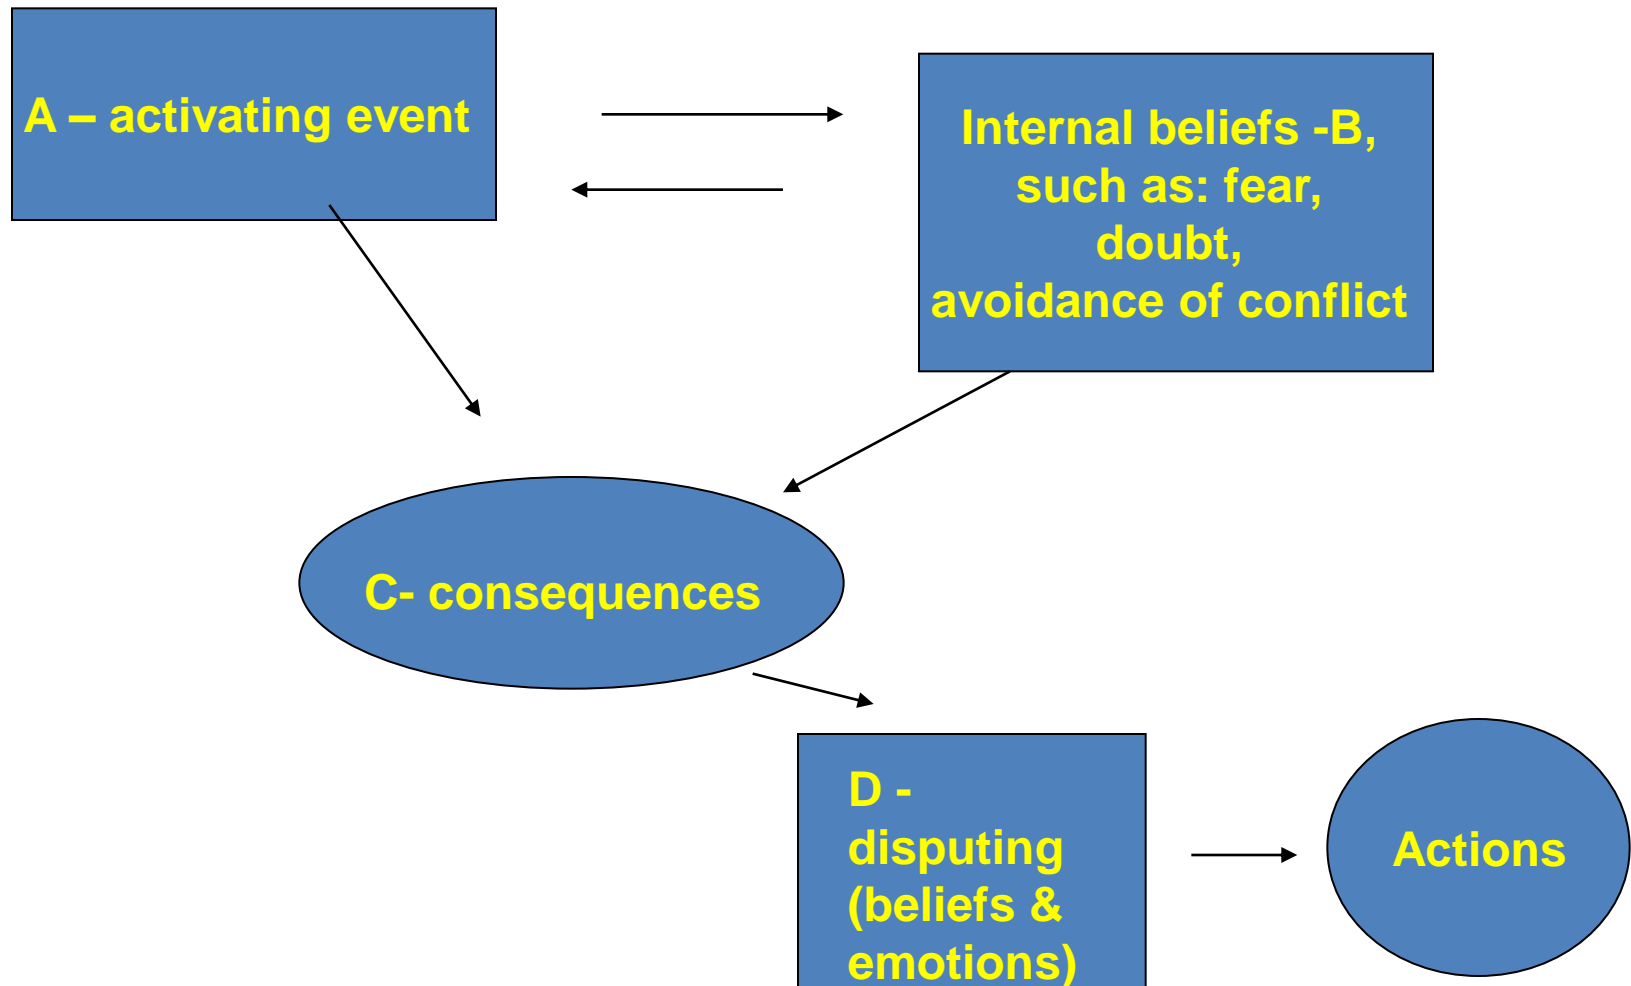 A – activating event
Internal beliefs -B,
such as: fear,
doubt,
avoidance of conflict
C- consequences
D -
disputing
(beliefs &
emotions)
Actions